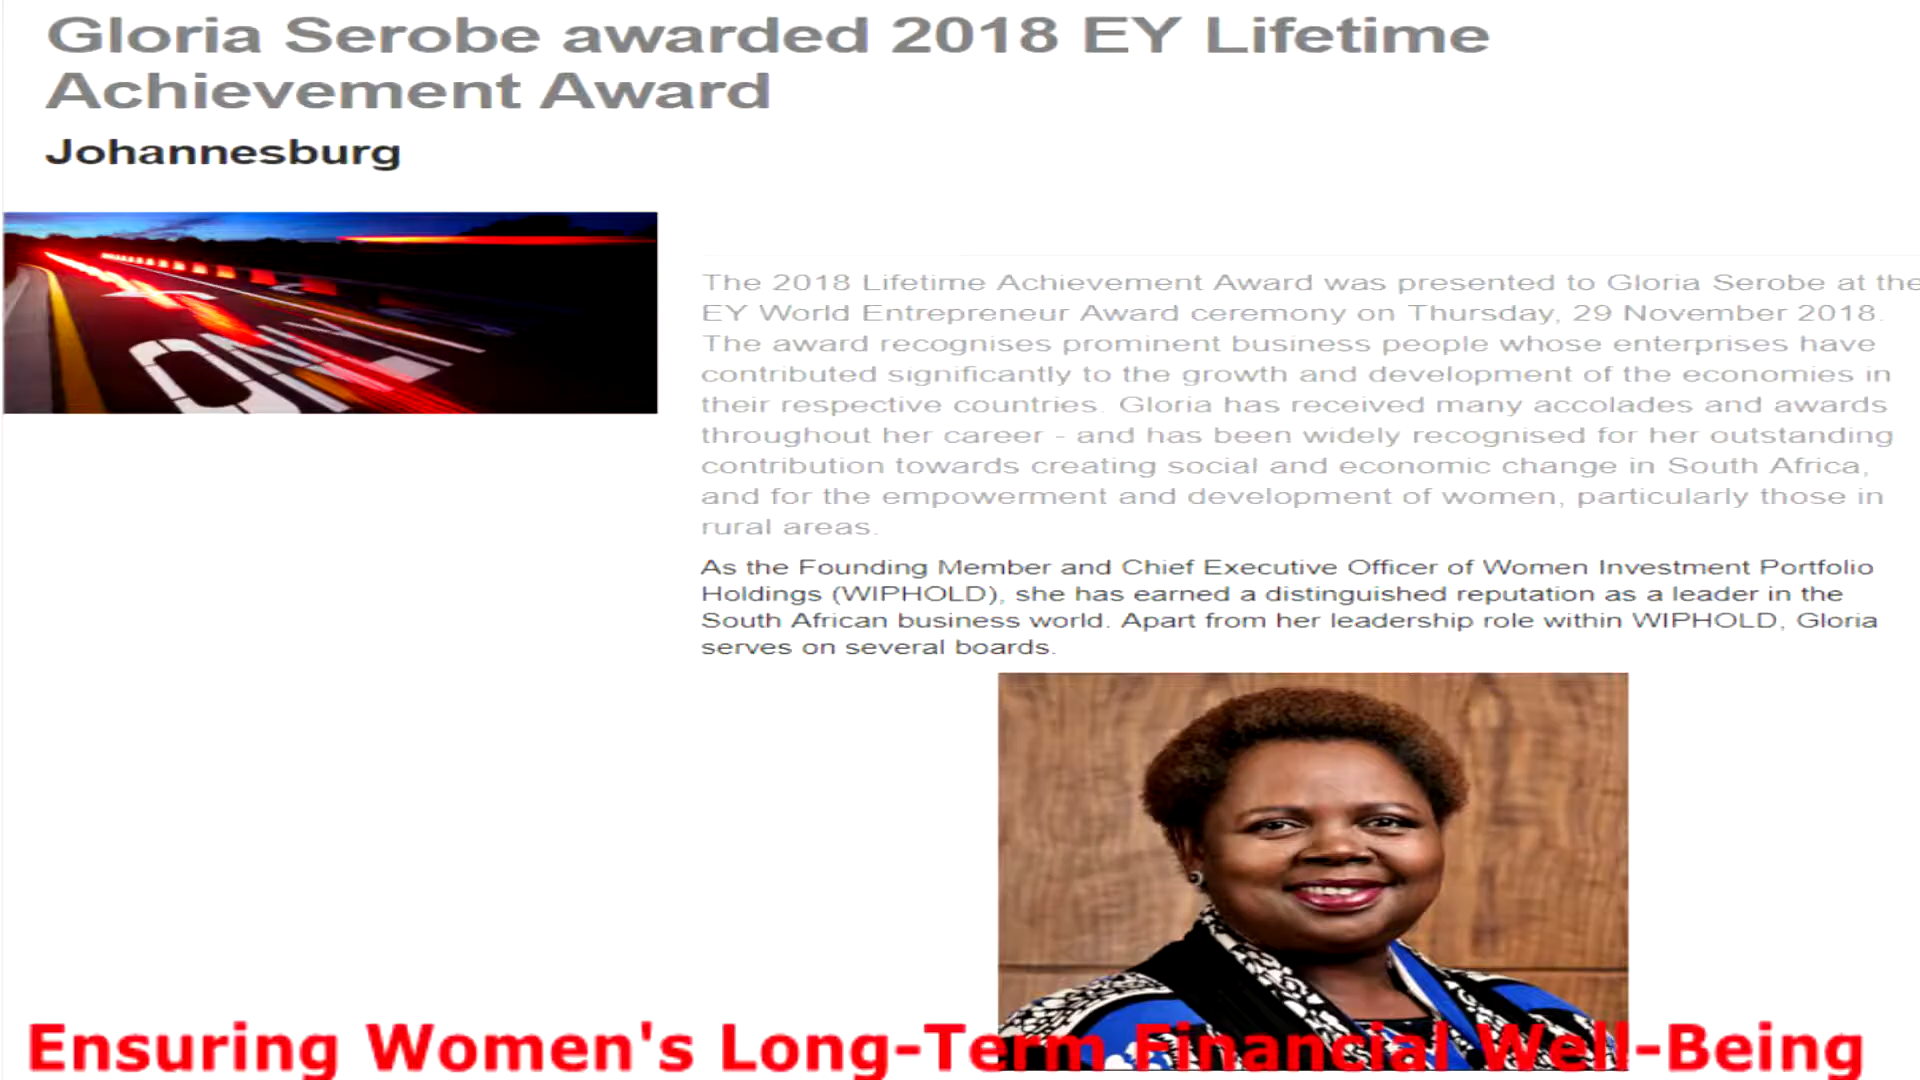 Gloria Serobe awarded 2018 EY Lifetime
Achievement Award
Johannesburg
ONLY
The 2018 Lifetime Achievement Award was presented to Gloria Serobe at the
EY World Entrepreneur Award ceremony on Thursday, 29 November 2018.
The award recognises prominent business people whose enterprises have
contributed significantly to the growth and development of the economies in
their respective countries. Gloria has received many accolades and awards
throughout her career - and has been widely recognised for her outstanding
contribution towards creating social and economic change in South Africa,
and for the empowerment and development of women, particularly those in
rural areas.
As the Founding Member and Chief Executive Officer of Women Investment Portfolio
Holdings (WIPHOLD), she has earned a distinguished reputation as a leader in the
South African business world. Apart from her leadership role within WIPHOLD, Gloria
serves on several boards.
Ensuring Women's Long-Term Financial Well-Being